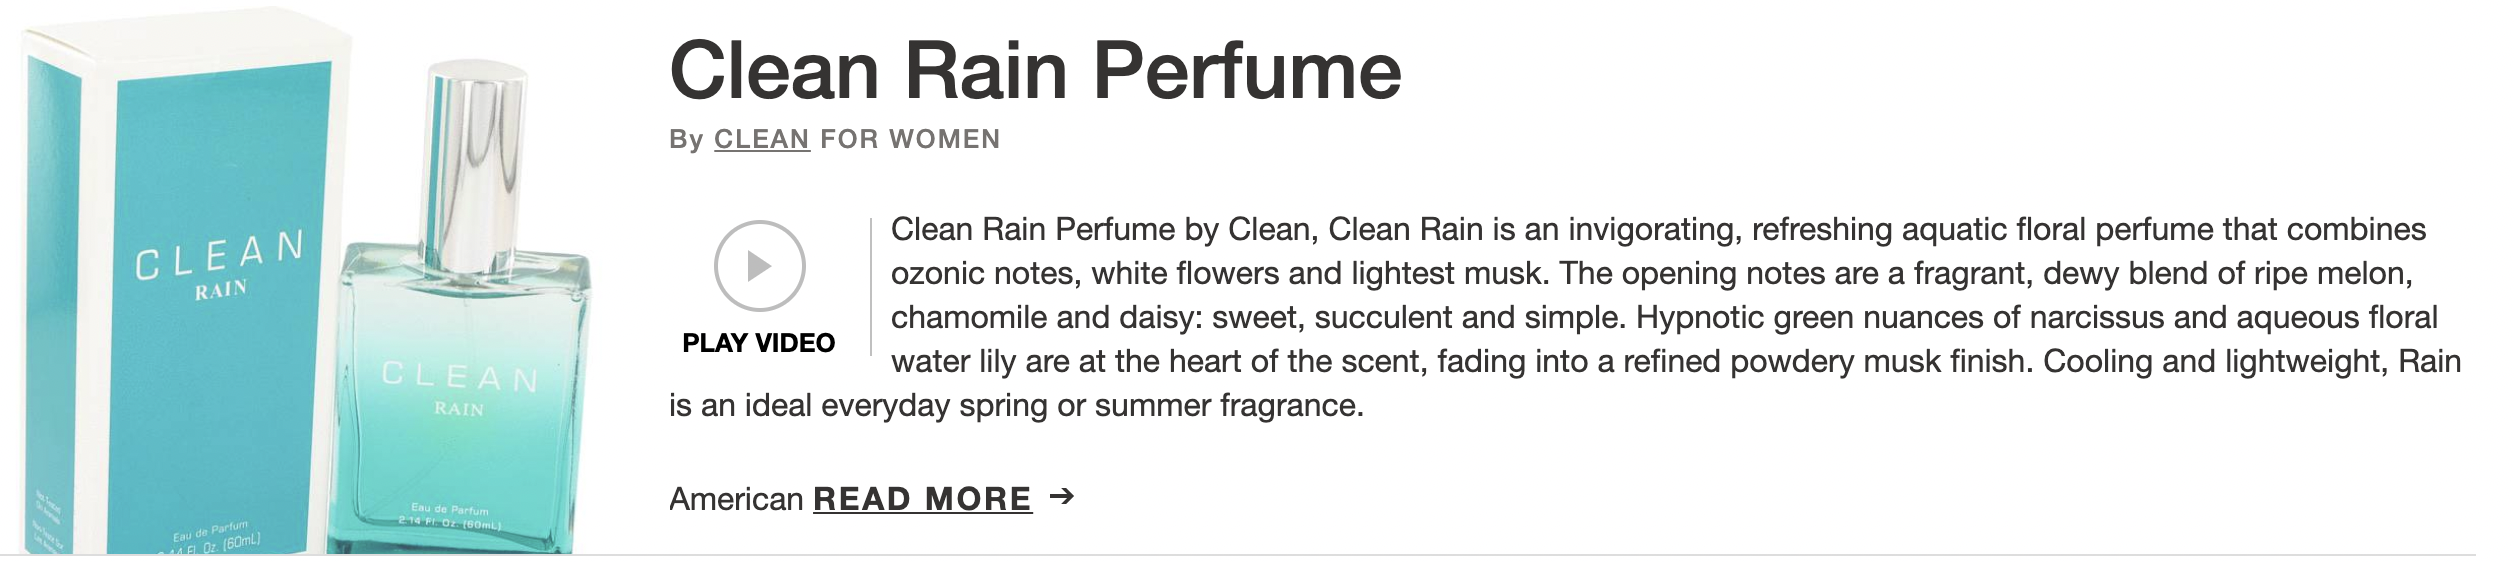 CLEAN
RAIN
Eau de Parfum
2.14 Fl. Oz. (60mL)
CLEAN
RAIN
Eau de Parfum
2.14 Fl. Oz. (60mL)
Clean Rain Perfume
By CLEAN FOR WOMEN
PLAY VIDEO
Clean Rain Perfume by Clean, Clean Rain is an invigorating, refreshing aquatic floral perfume that combines
ozonic notes, white flowers and lightest musk. The opening notes are a fragrant, dewy blend of ripe melon,
chamomile and daisy: sweet, succulent and simple. Hypnotic green nuances of narcissus and aqueous floral
water lily are at the heart of the scent, fading into a refined powdery musk finish. Cooling and lightweight, Rain
is an ideal everyday spring or summer fragrance.
American READ MORE →